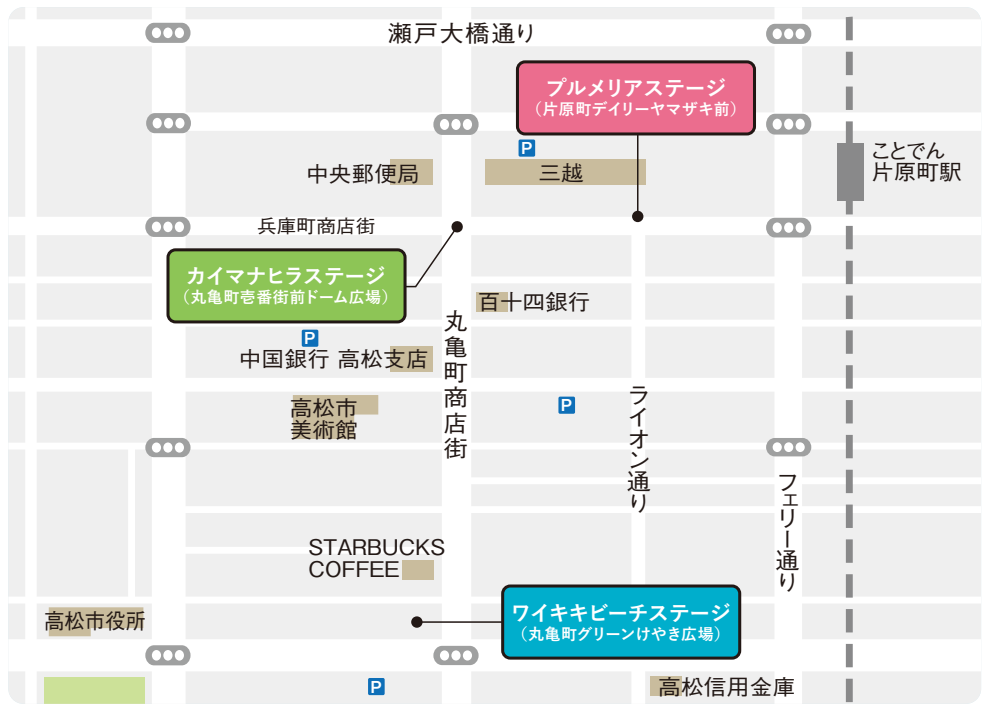 瀬戸大橋通り
プルメリアステージ
(片原町デイリーヤマザキ前)
P
中央郵便局
三越
ことでん
片原町駅
兵庫町商店街
カイマナヒラステージ
(丸亀町壱番街前ドーム広場)
百十四銀行
P
中国銀行 高松支店
丸亀町商店街
高松市
美術館
P
ライオン通り
フェリー通り
STARBUCKS
COFFEE
ワイキキビーチステージ
(丸亀町グリーンけやき広場)
高松市役所
P
高松信用金庫